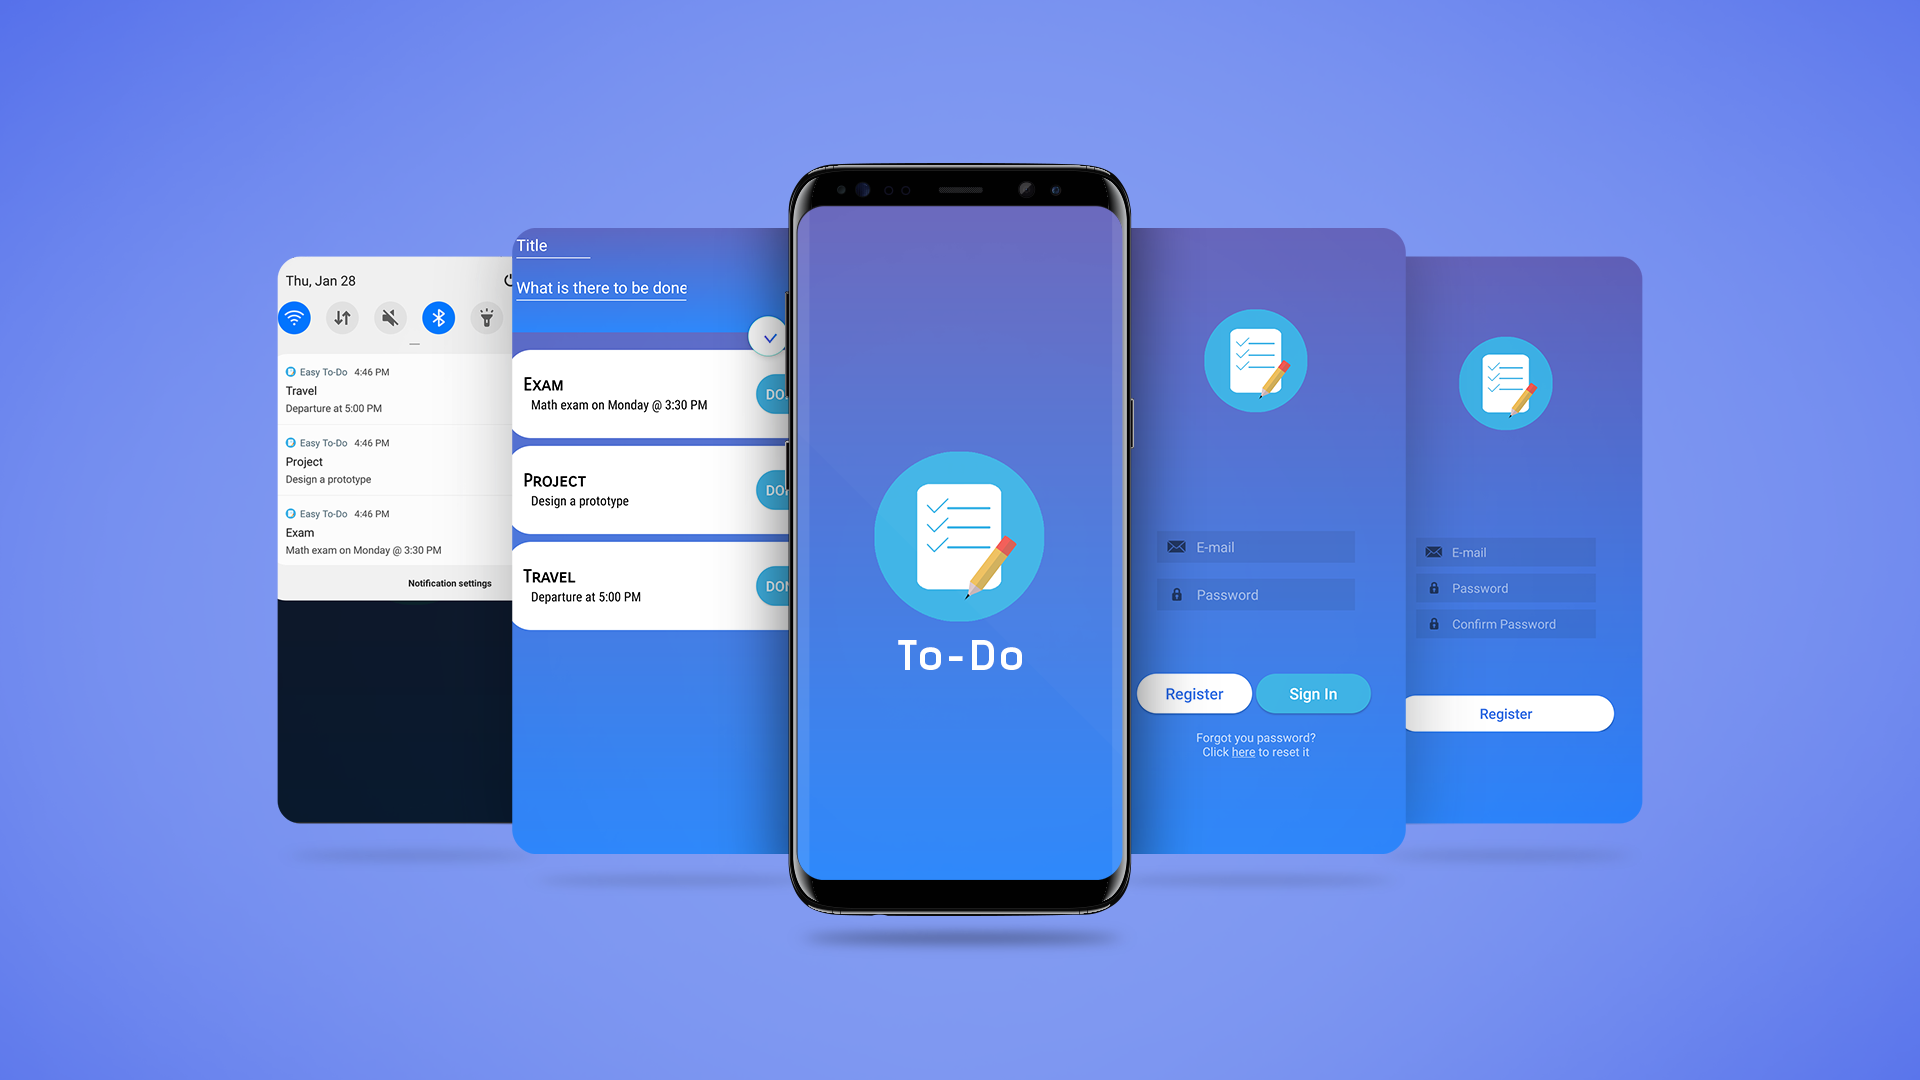 Thu, Jan 28
Easy To-Do 4:46 PM
Travel
Departure at 5:00 PM
Easy To-Do 4:46 PM
Project
Design a prototype
Easy To-Do 4:46 PM
Exam
Math exam on Monday @ 3:30 PM
Notification settings
Title
What is there to be done
EXAM
Math exam on Monday @ 3:30 PM
DO
PROJECT
Design a prototype
DO
TRAVEL
Departure at 5:00 PM
DON
To-Do
E-mail
Password
Register
Sign In
Forgot you password?
Click here to reset it
E-mail
Password
Confirm Password
Register